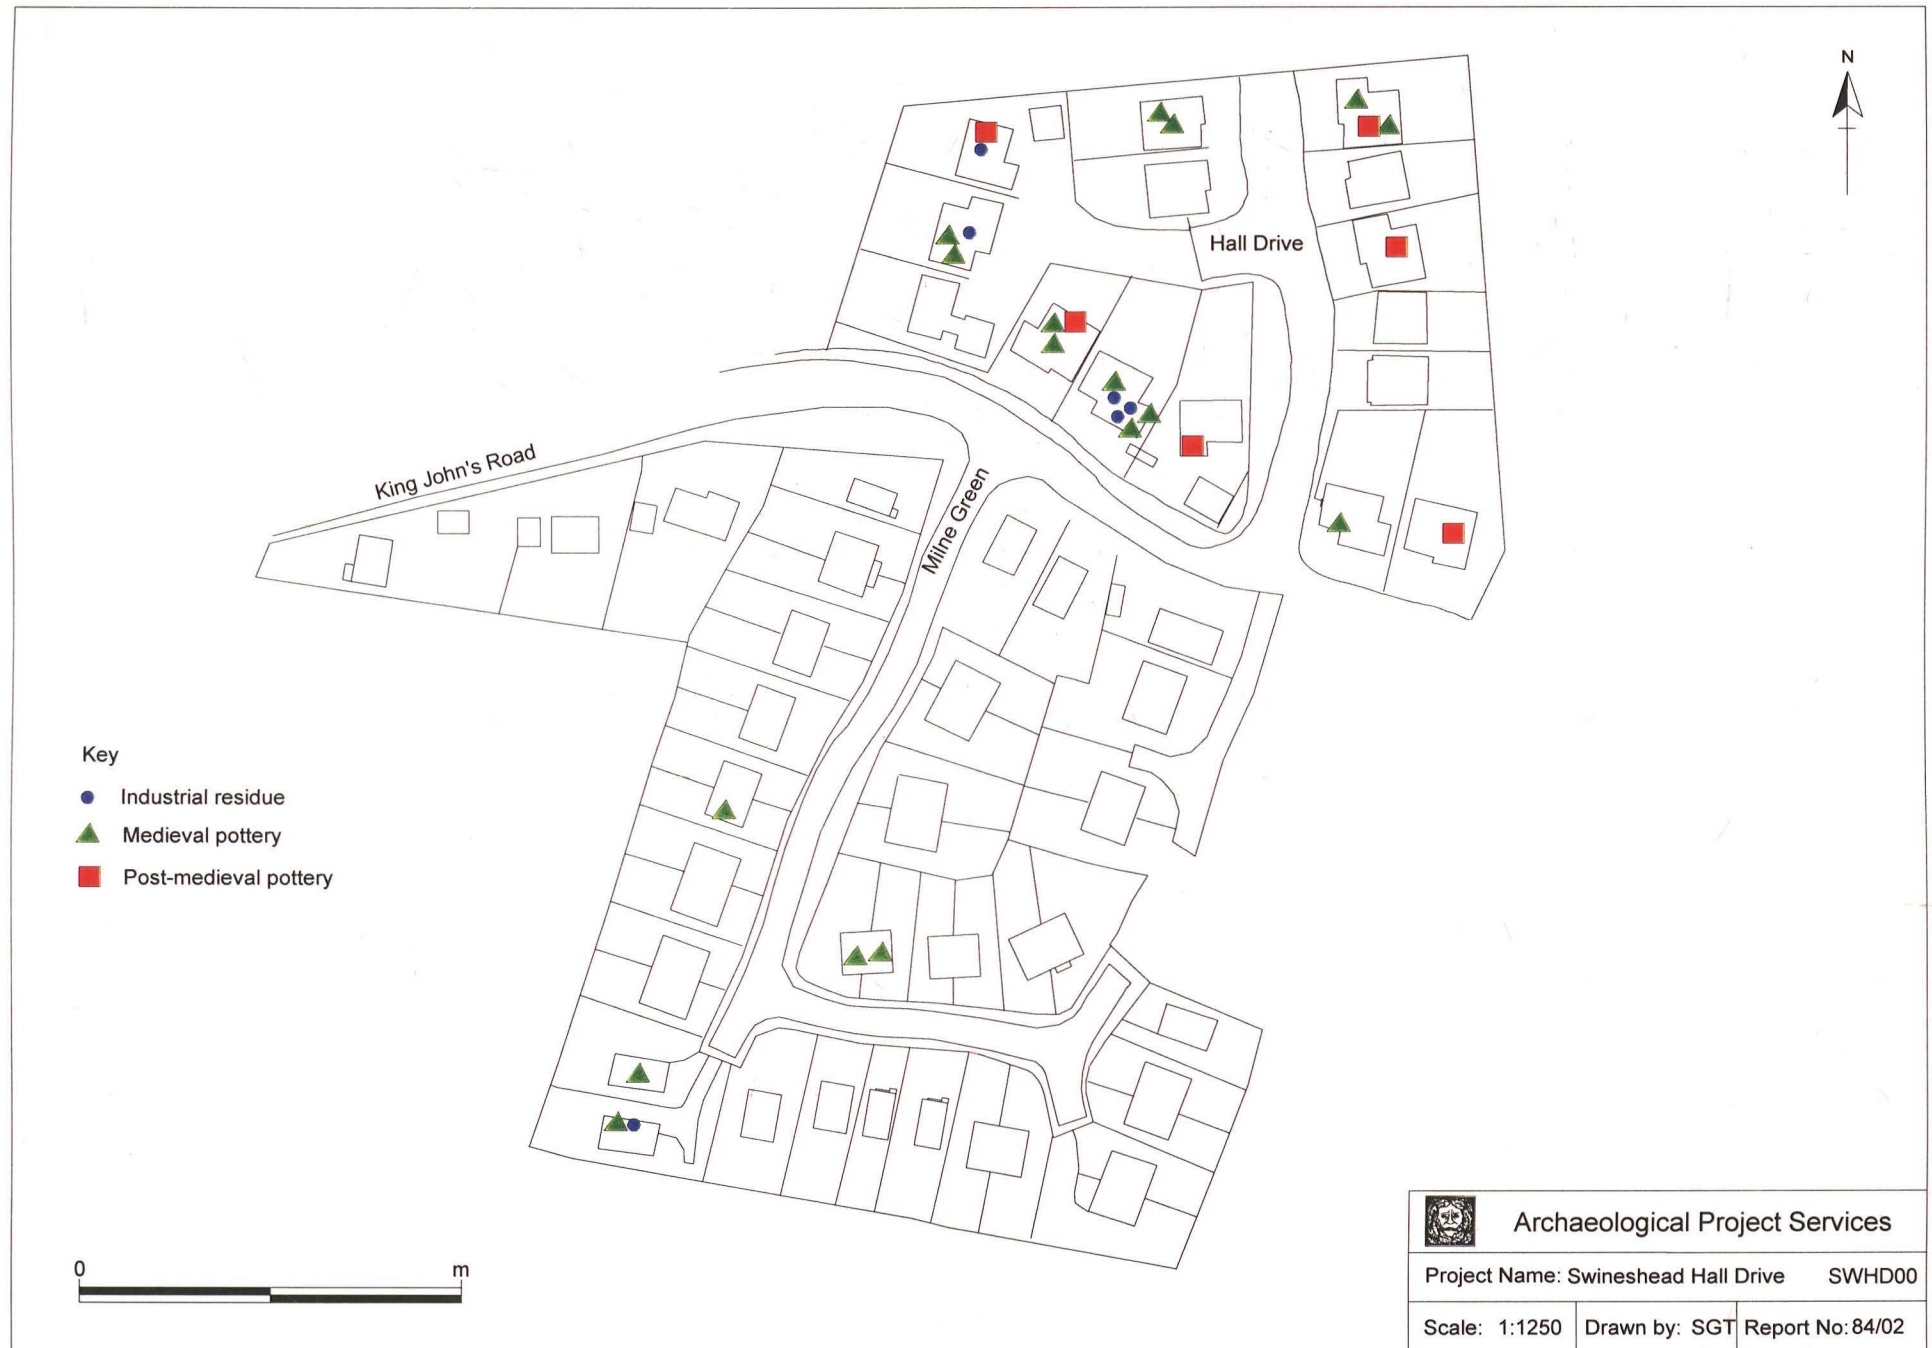 N
Hall Drive
King John's Road
Milne Green
Key
Industrial residue
Medieval pottery
Post-medieval pottery
0 m
Archaeological Project Services
Project Name: Swineshead Hall Drive SWHD00
Scale: 1:1250 Drawn by: SGT Report No: 84/02